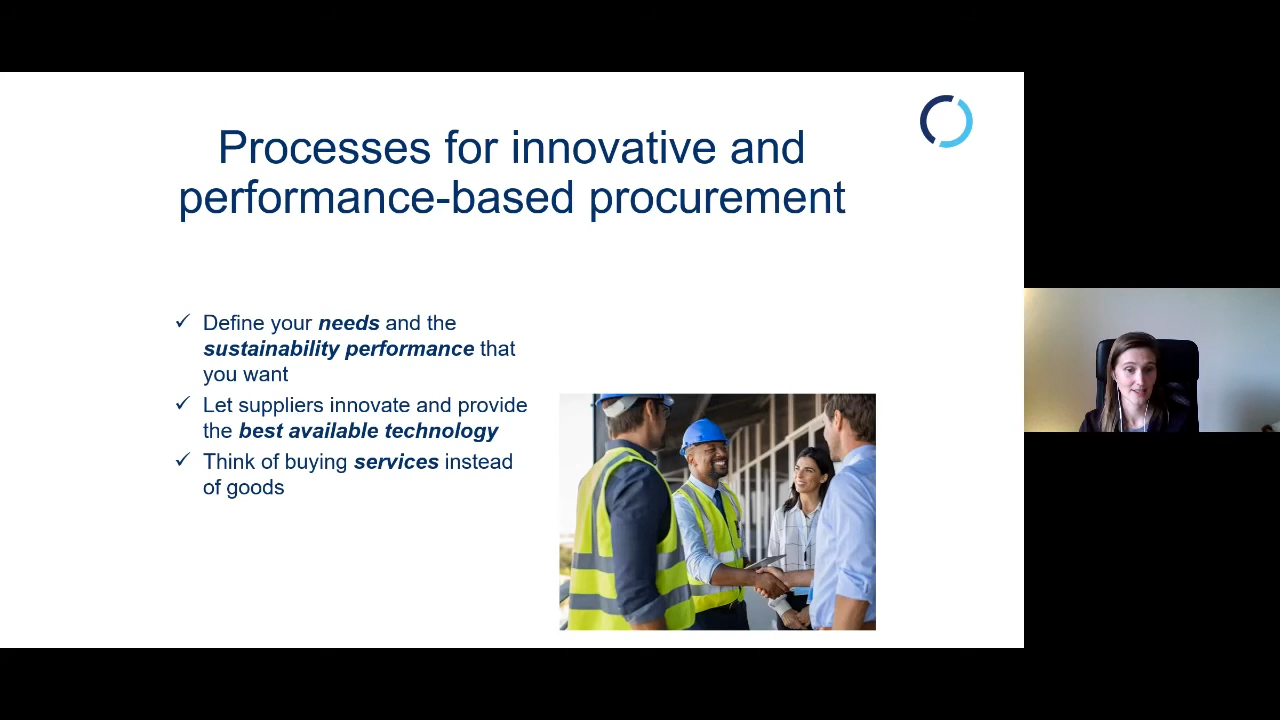 Processes for innovative and
performance-based procurement
✓ Define your needs and the
sustainability performance that
you want
✓ Let suppliers innovate and provide
the best available technology
✓ Think of buying services instead
of goods